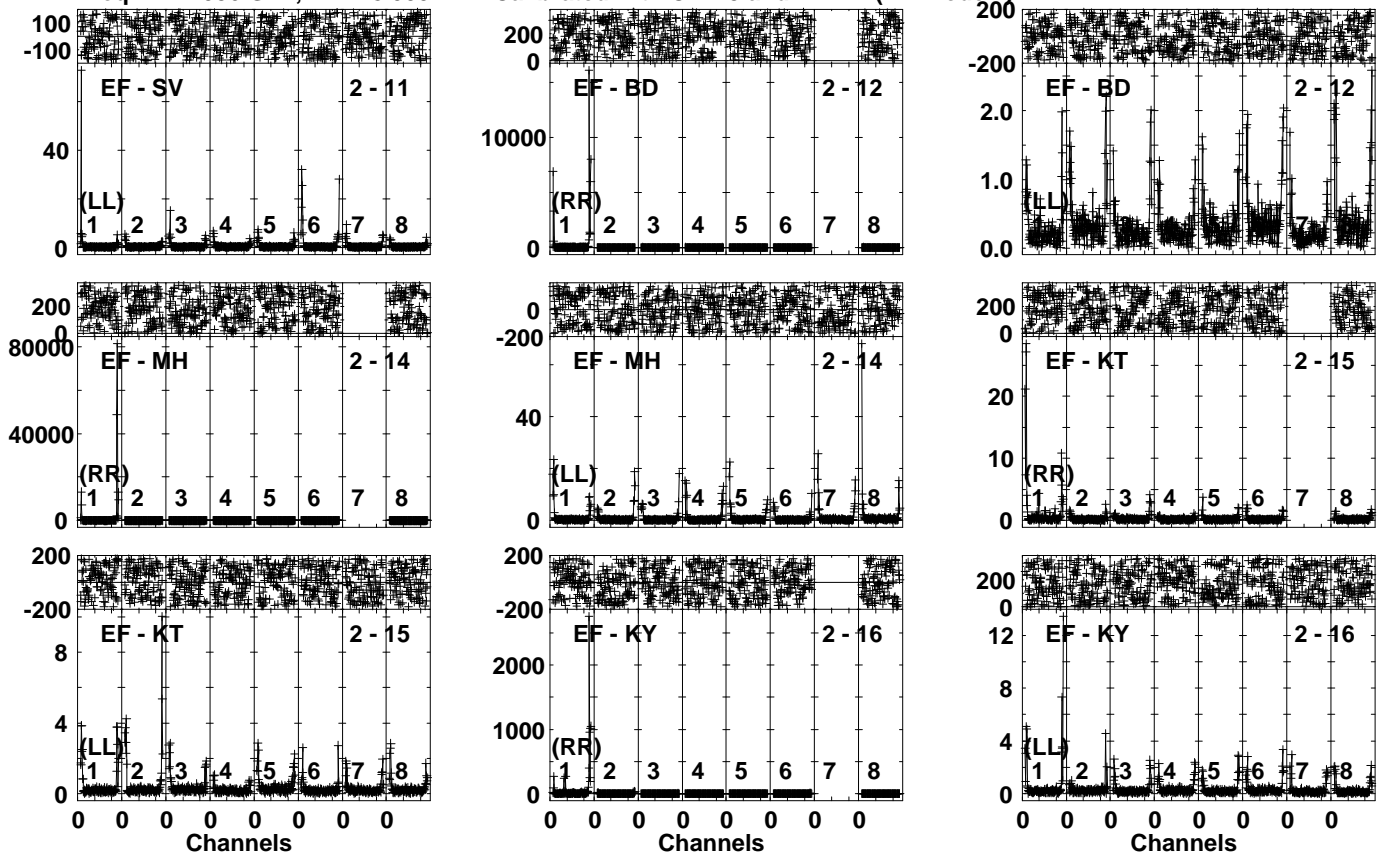 100
-100
EF - SV 2 - 11
40
(LL)
1 2 3 4 5 6 7 8
0
200
0
EF - BD 2 - 12
10000
(RR)
1 2 3 4 5 6 7 8
0
200
-200
EF - BD 2 - 12
2.0
1.0
(LL)
7
0.0
200
0
80000
EF - MH 2 - 14
40000
(RR)
1 2 3 4 5 6 7 8
0
0
-200
EF - MH 2 - 14
40
(LL)
1 2 3 4 5 6 7 8
0
200
0
EF - KT 2 - 15
20
10
(RR)
1 2 3 4 5 6 7 8
0
200
-200
EF - KT 2 - 15
8
4
(LL)
1 2 3 4 5 6 7 8
0
0 0 0 0 0 0 0 0
Channels
200
-200
EF - KY 2 - 16
2000
1000
(RR)
1 2 3 4 5 6 7 8
0
0 0 0 0 0 0 0 0
Channels
200
0
EF - KY 2 - 16
12
8
4
(LL)
1 2 3 4 5 6 7 8
0
0 0 0 0 0 0 0 0
Channels